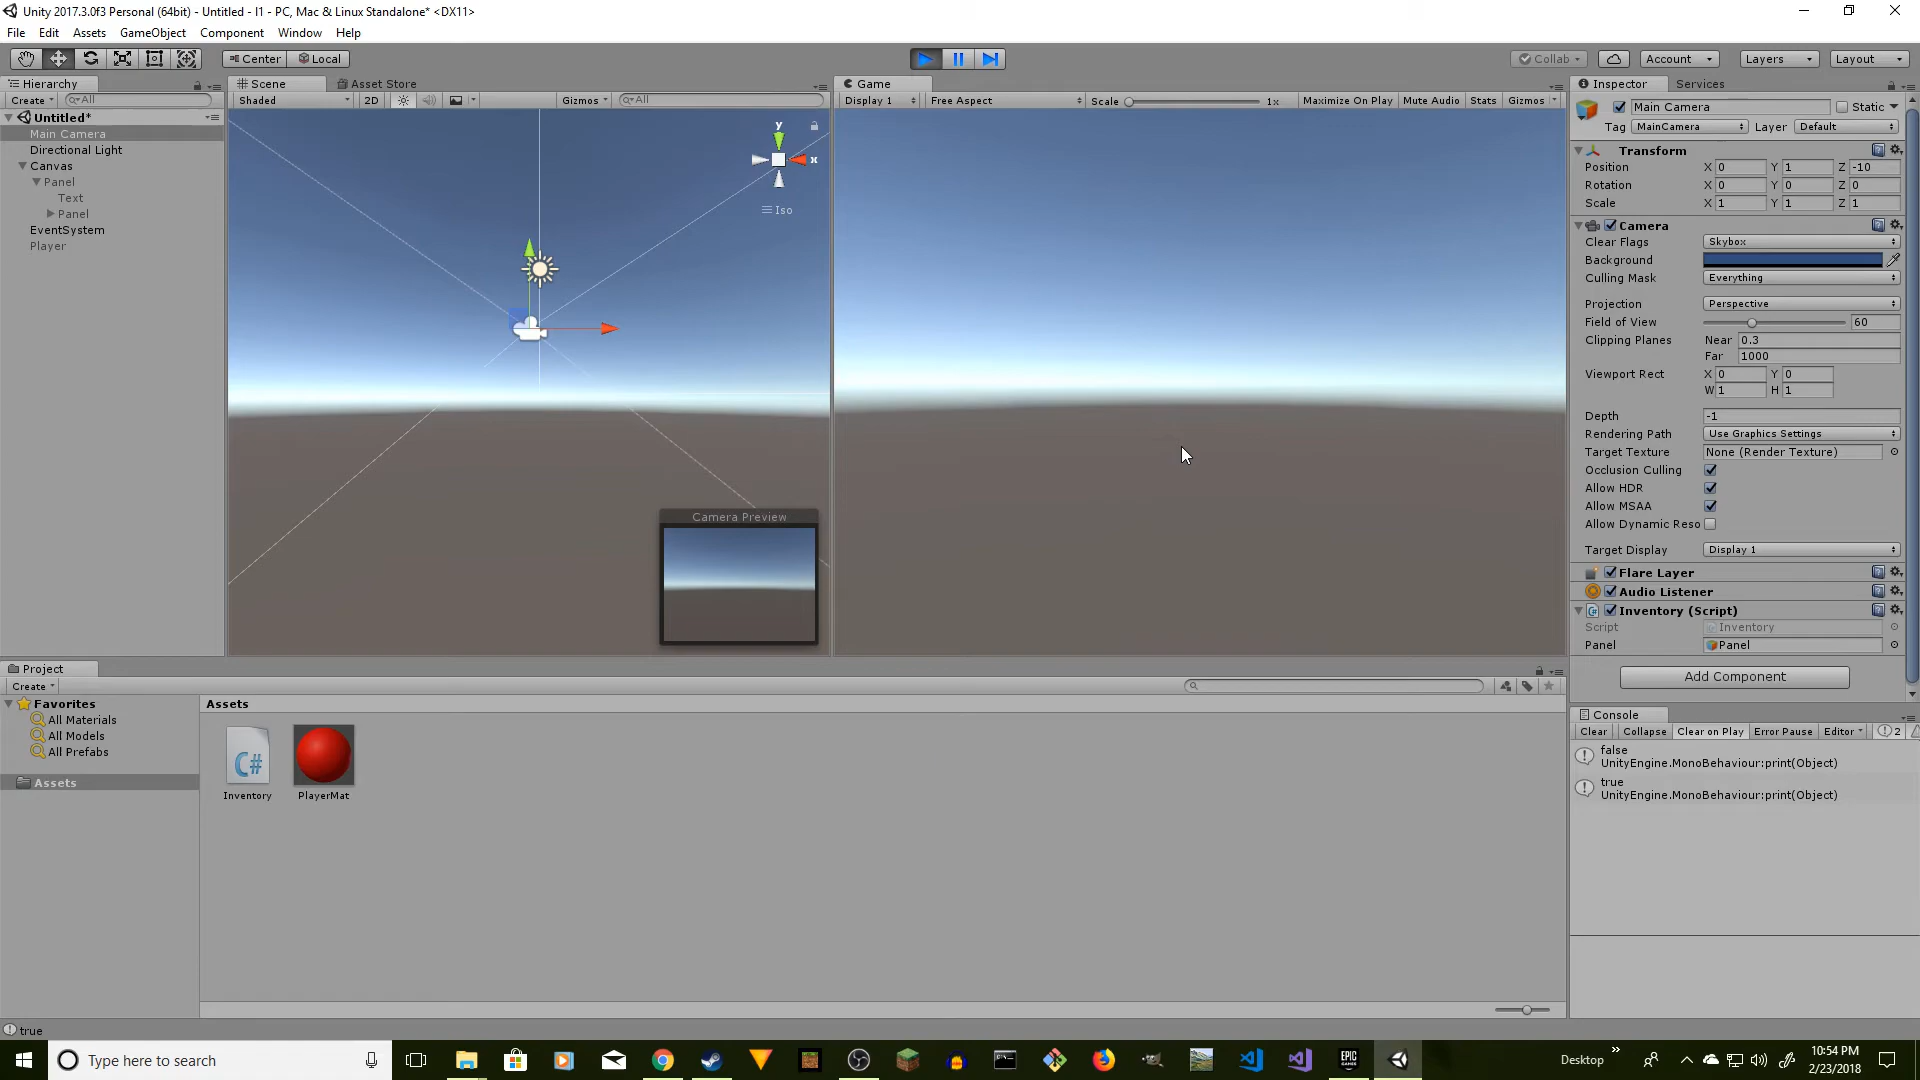 Unity 2017.3.0f3 Personal (64bit) - Untitled - I1 - PC, Mac & Linux Standalone* <DX11>
File Edit Assets GameObject Component Window Help
Center Local
Collab Account Layers Layout
Hierarchy
Create All
Untitled*
Main Camera
Directional Light
Canvas
Panel
Text
Panel
EventSystem
Player
Scene Asset Store
Shaded 2D Gizmos All
y
x
Iso
Camera Preview
Game
Display 1 Free Aspect Scale 1x Maximize On Play Mute Audio Stats Gizmos
Inspector Services
Main Camera Static
Tag MainCamera Layer Default
Transform
Position X 0 Y 1 Z -10
Rotation X 0 Y 0 Z 0
Scale X 1 Y 1 Z 1
Camera
Clear Flags Skybox
Background
Culling Mask Everything
Projection Perspective
Field of View 60
Clipping Planes Near 0.3
Far 1000
Viewport Rect X 0 Y 0
W 1 H 1
Depth -1
Rendering Path Use Graphics Settings
Target Texture None (Render Texture)
Occlusion Culling
Allow HDR
Allow MSAA
Allow Dynamic Reso
Target Display Display 1
Flare Layer
Audio Listener
Inventory (Script)
Script Inventory
Panel Panel
Add Component
Project
Create
Favorites
All Materials
All Models
All Prefabs
Assets
Assets
C#
Inventory PlayerMat
Console
Clear Collapse Clear on Play Error Pause Editor 2
false
UnityEngine.MonoBehaviour:print(Object)
true
UnityEngine.MonoBehaviour:print(Object)
true
Type here to search
EPIC GAMES
Desktop
10:54 PM
2/23/2018